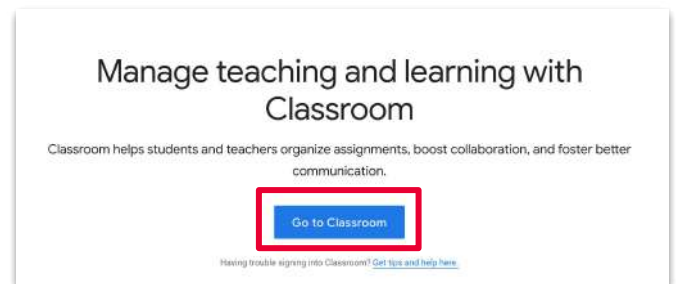 Manage teaching and learning with
Classroom
Classroom helps students and teachers organize assignments, boost collaboration, and foster better
communication.
Go to Classroom
Having trouble signing into Classroom? Get tips and help here.